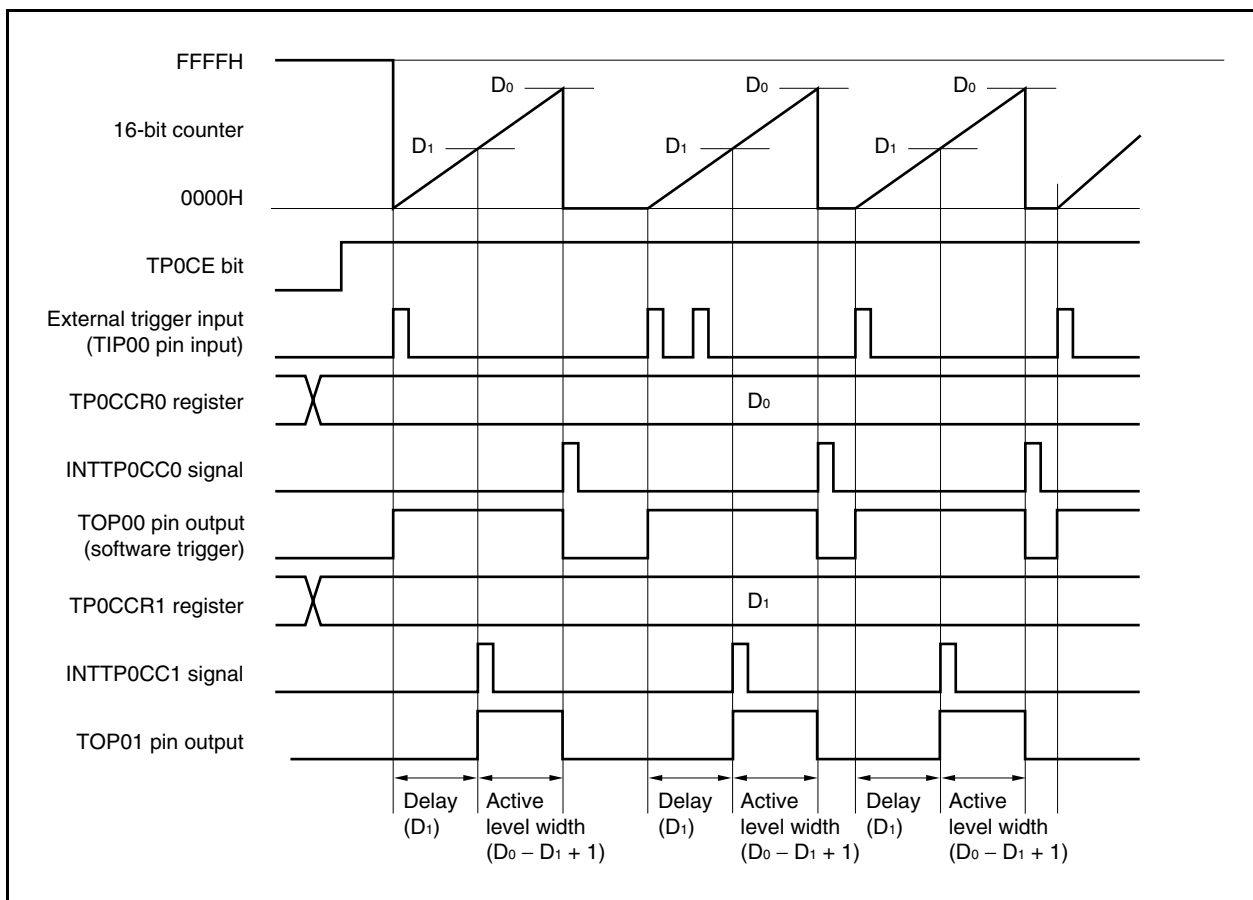 FFFFH
D0 D0 D0
16-bit counter
D1 D1 D1
0000H
TP0CE bit
External trigger input
(TIP00 pin input)
TP0CCR0 register
D0
INTTP0CC0 signal
TOP00 pin output
(software trigger)
TP0CCR1 register
D1
INTTP0CC1 signal
TOP01 pin output
Delay
(D1)
Active
level width
(D0 − D1 + 1)
Delay
(D1)
Active
level width
(D0 − D1 + 1)
Delay
(D1)
Active
level width
(D0 − D1 + 1)